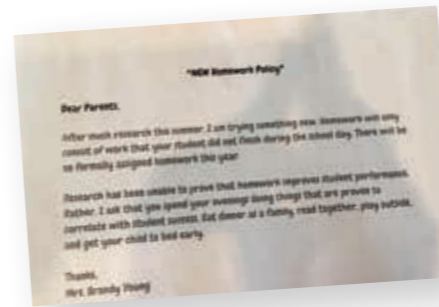 "NEW Homework Policy"
Dear Parents,
After much research this summer, I am trying something new. Homework will only
consist of work that your student did not finish during the school day. There will be
no formally assigned homework this year.
Research has been unable to prove that homework improves student performance.
Rather, I ask that you spend your evenings doing things that are proven to
correlate with student success. Eat dinner as a family, read together, play outside,
and get your child to bed early.
Thanks,
Mrs. Brandy Young